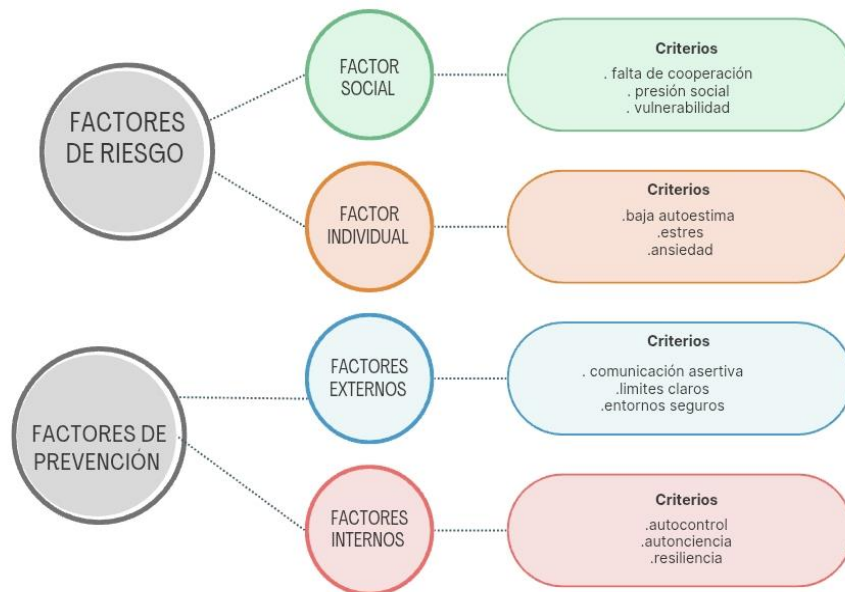 FACTORES
DE RIESGO
FACTOR
SOCIAL
Criterios
. falta de cooperación
. presión social
. vulnerabilidad
FACTOR
INDIVIDUAL
Criterios
.baja autoestima
.estres
.ansiedad
FACTORES DE
PREVENCIÓN
FACTORES
EXTERNOS
Criterios
. comunicación asertiva
.limites claros
.entornos seguros
FACTORES
INTERNOS
Criterios
.autocontrol
.autonciencia
.resiliencia